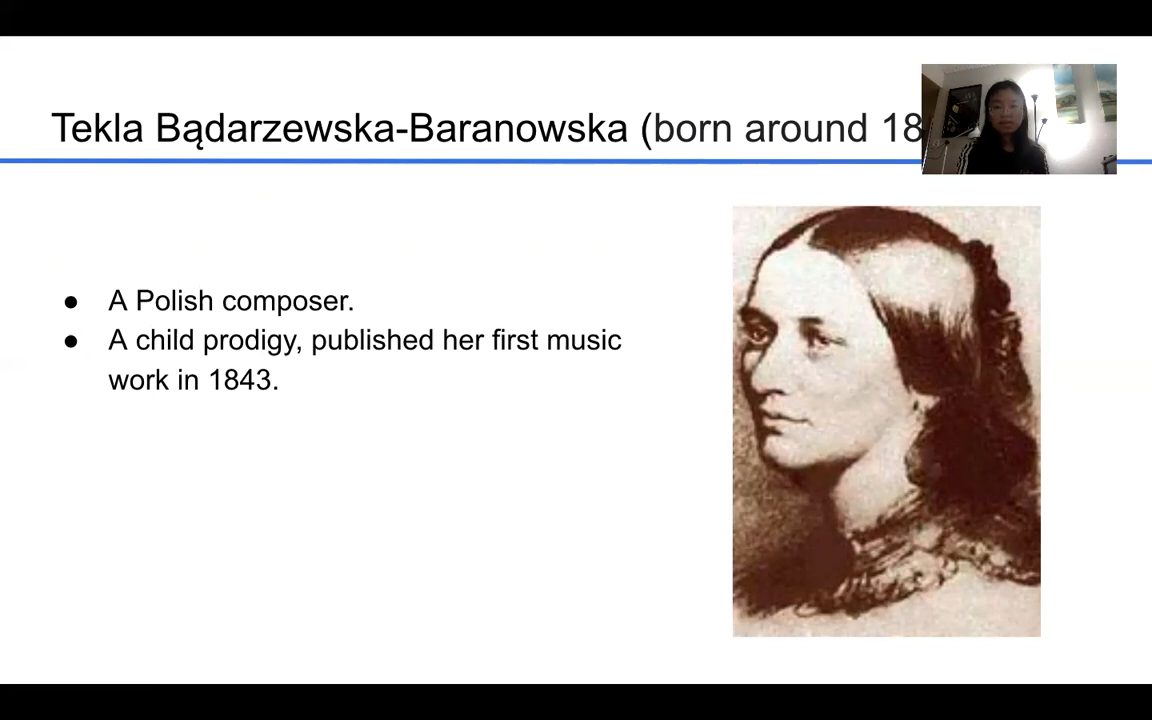 Tekla Bądarzewska-Baranowska (born around 18
● A Polish composer.
● A child prodigy, published her first music
work in 1843.